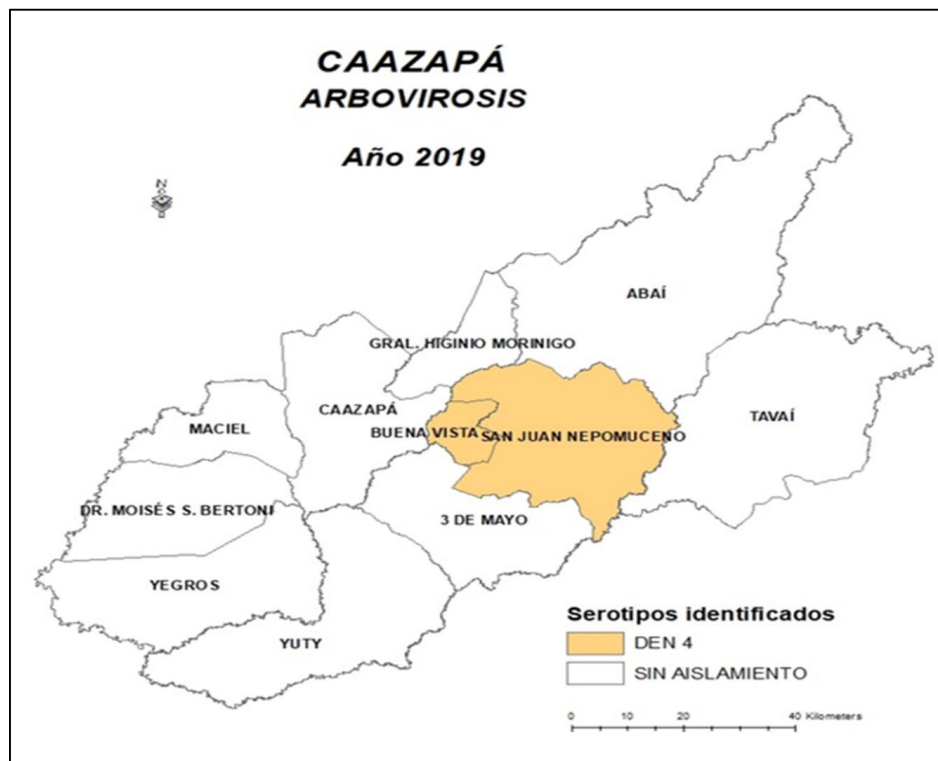 CAAZAPÁ
ARBOVIROSIS
Año 2019
N
ABAÍ
GRAL. HIGINIO MORINIGO
TAVAÍ
CAAZAPÁ
MACIEL
BUENA VISTA
SAN JUAN NEPOMUCENO
DR. MOISÉS S. BERTONI
3 DE MAYO
YEGROS
YUTY
Serotipos identificados
DEN 4
SIN AISLAMIENTO
0 10 20 40 Kilometers